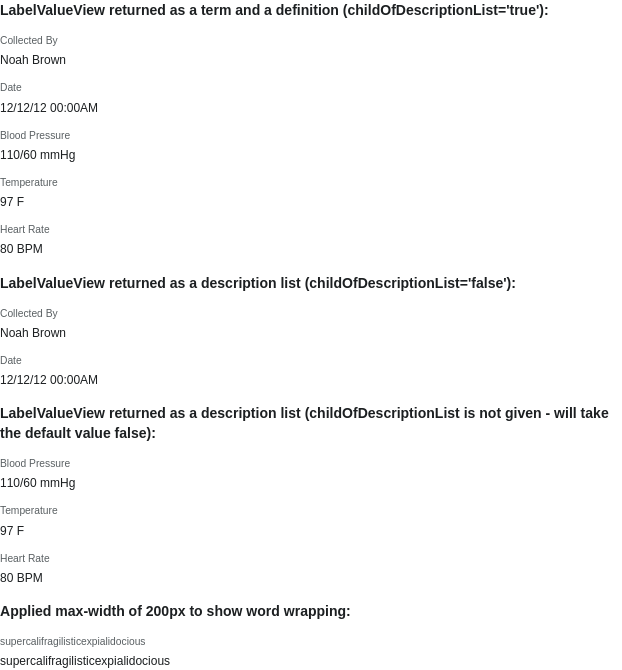 LabelValueView returned as a term and a definition (childOfDescriptionList='true'):
Collected By
Noah Brown
Date
12/12/12 00:00AM
Blood Pressure
110/60 mmHg
Temperature
97 F
Heart Rate
80 BPM
LabelValueView returned as a description list (childOfDescriptionList='false'):
Collected By
Noah Brown
Date
12/12/12 00:00AM
LabelValueView returned as a description list (childOfDescriptionList is not given - will take
the default value false):
Blood Pressure
110/60 mmHg
Temperature
97 F
Heart Rate
80 BPM
Applied max-width of 200px to show word wrapping:
supercalifragilisticexpialidocious
supercalifragilisticexpialidocious